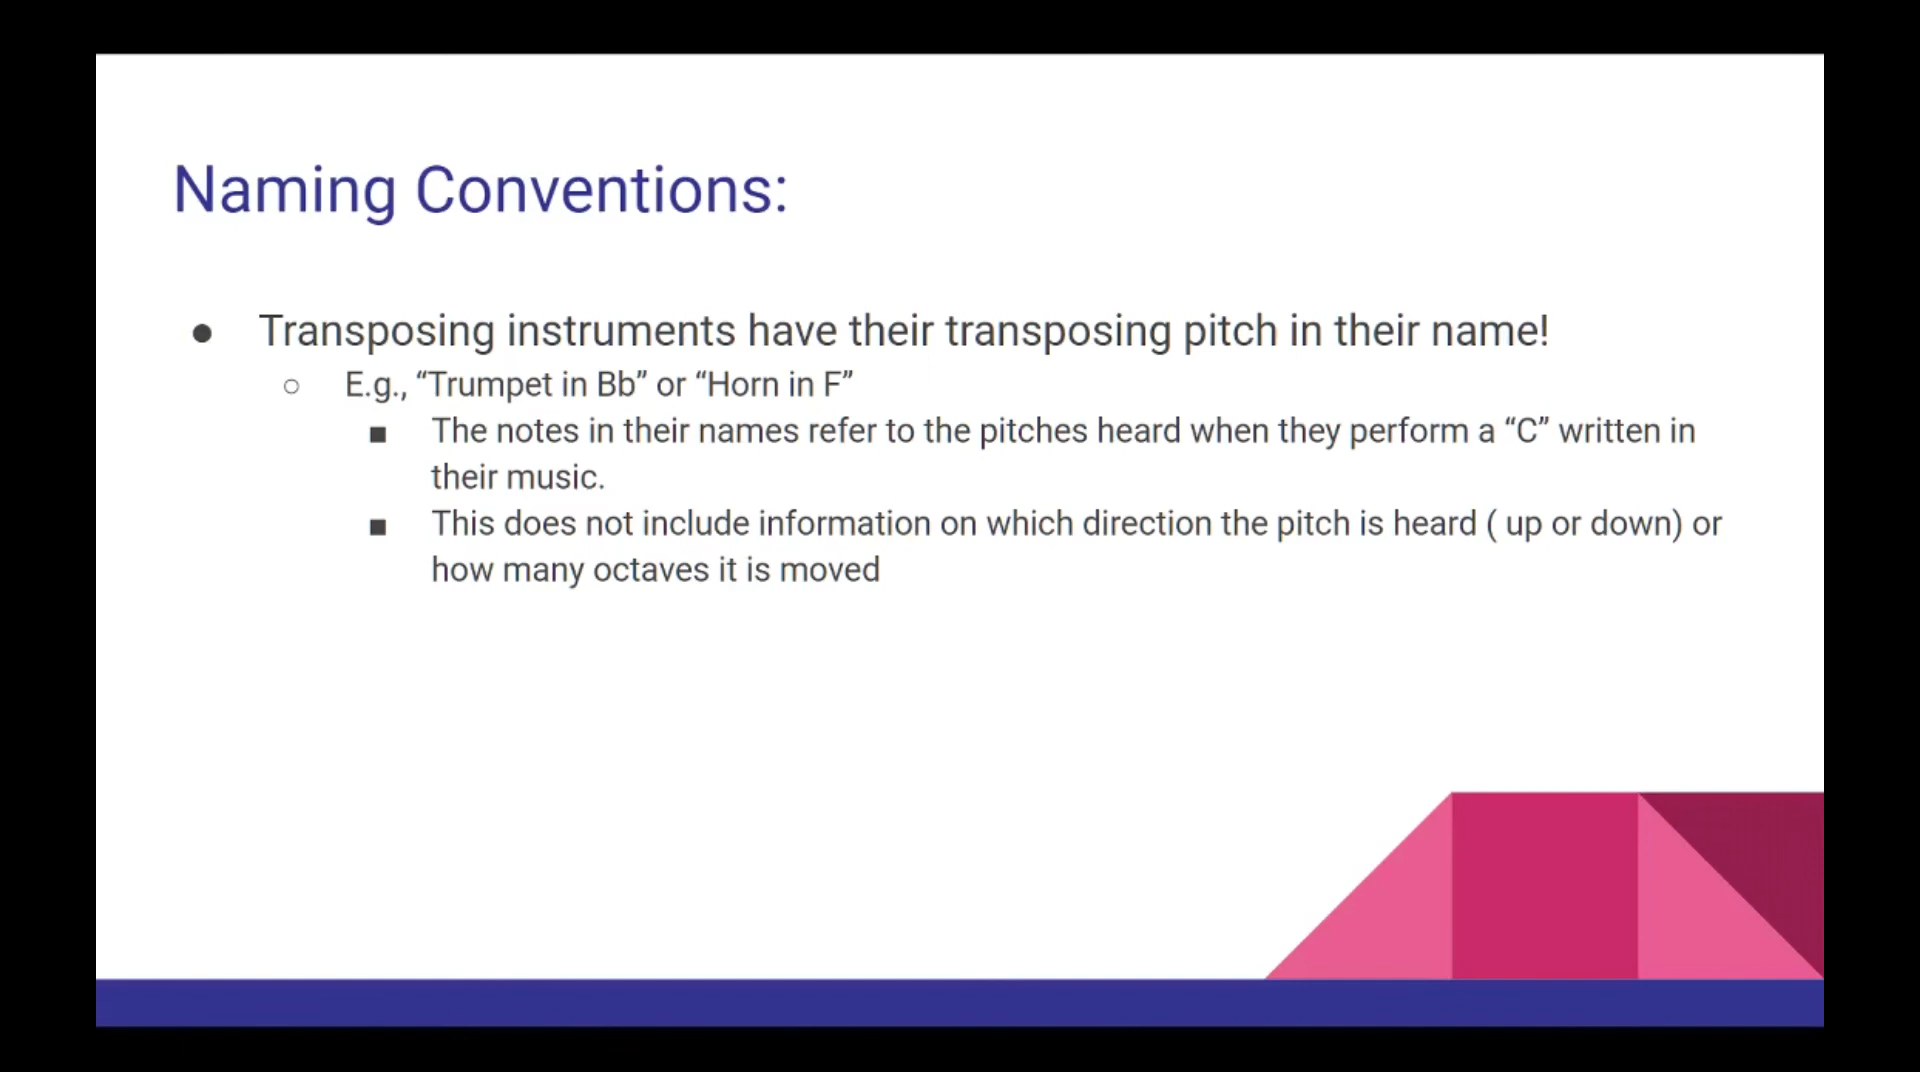 Naming Conventions:
● Transposing instruments have their transposing pitch in their name!
○ E.g., “Trumpet in Bb” or “Horn in F”
■ The notes in their names refer to the pitches heard when they perform a “C” written in
their music.
■ This does not include information on which direction the pitch is heard ( up or down) or
how many octaves it is moved